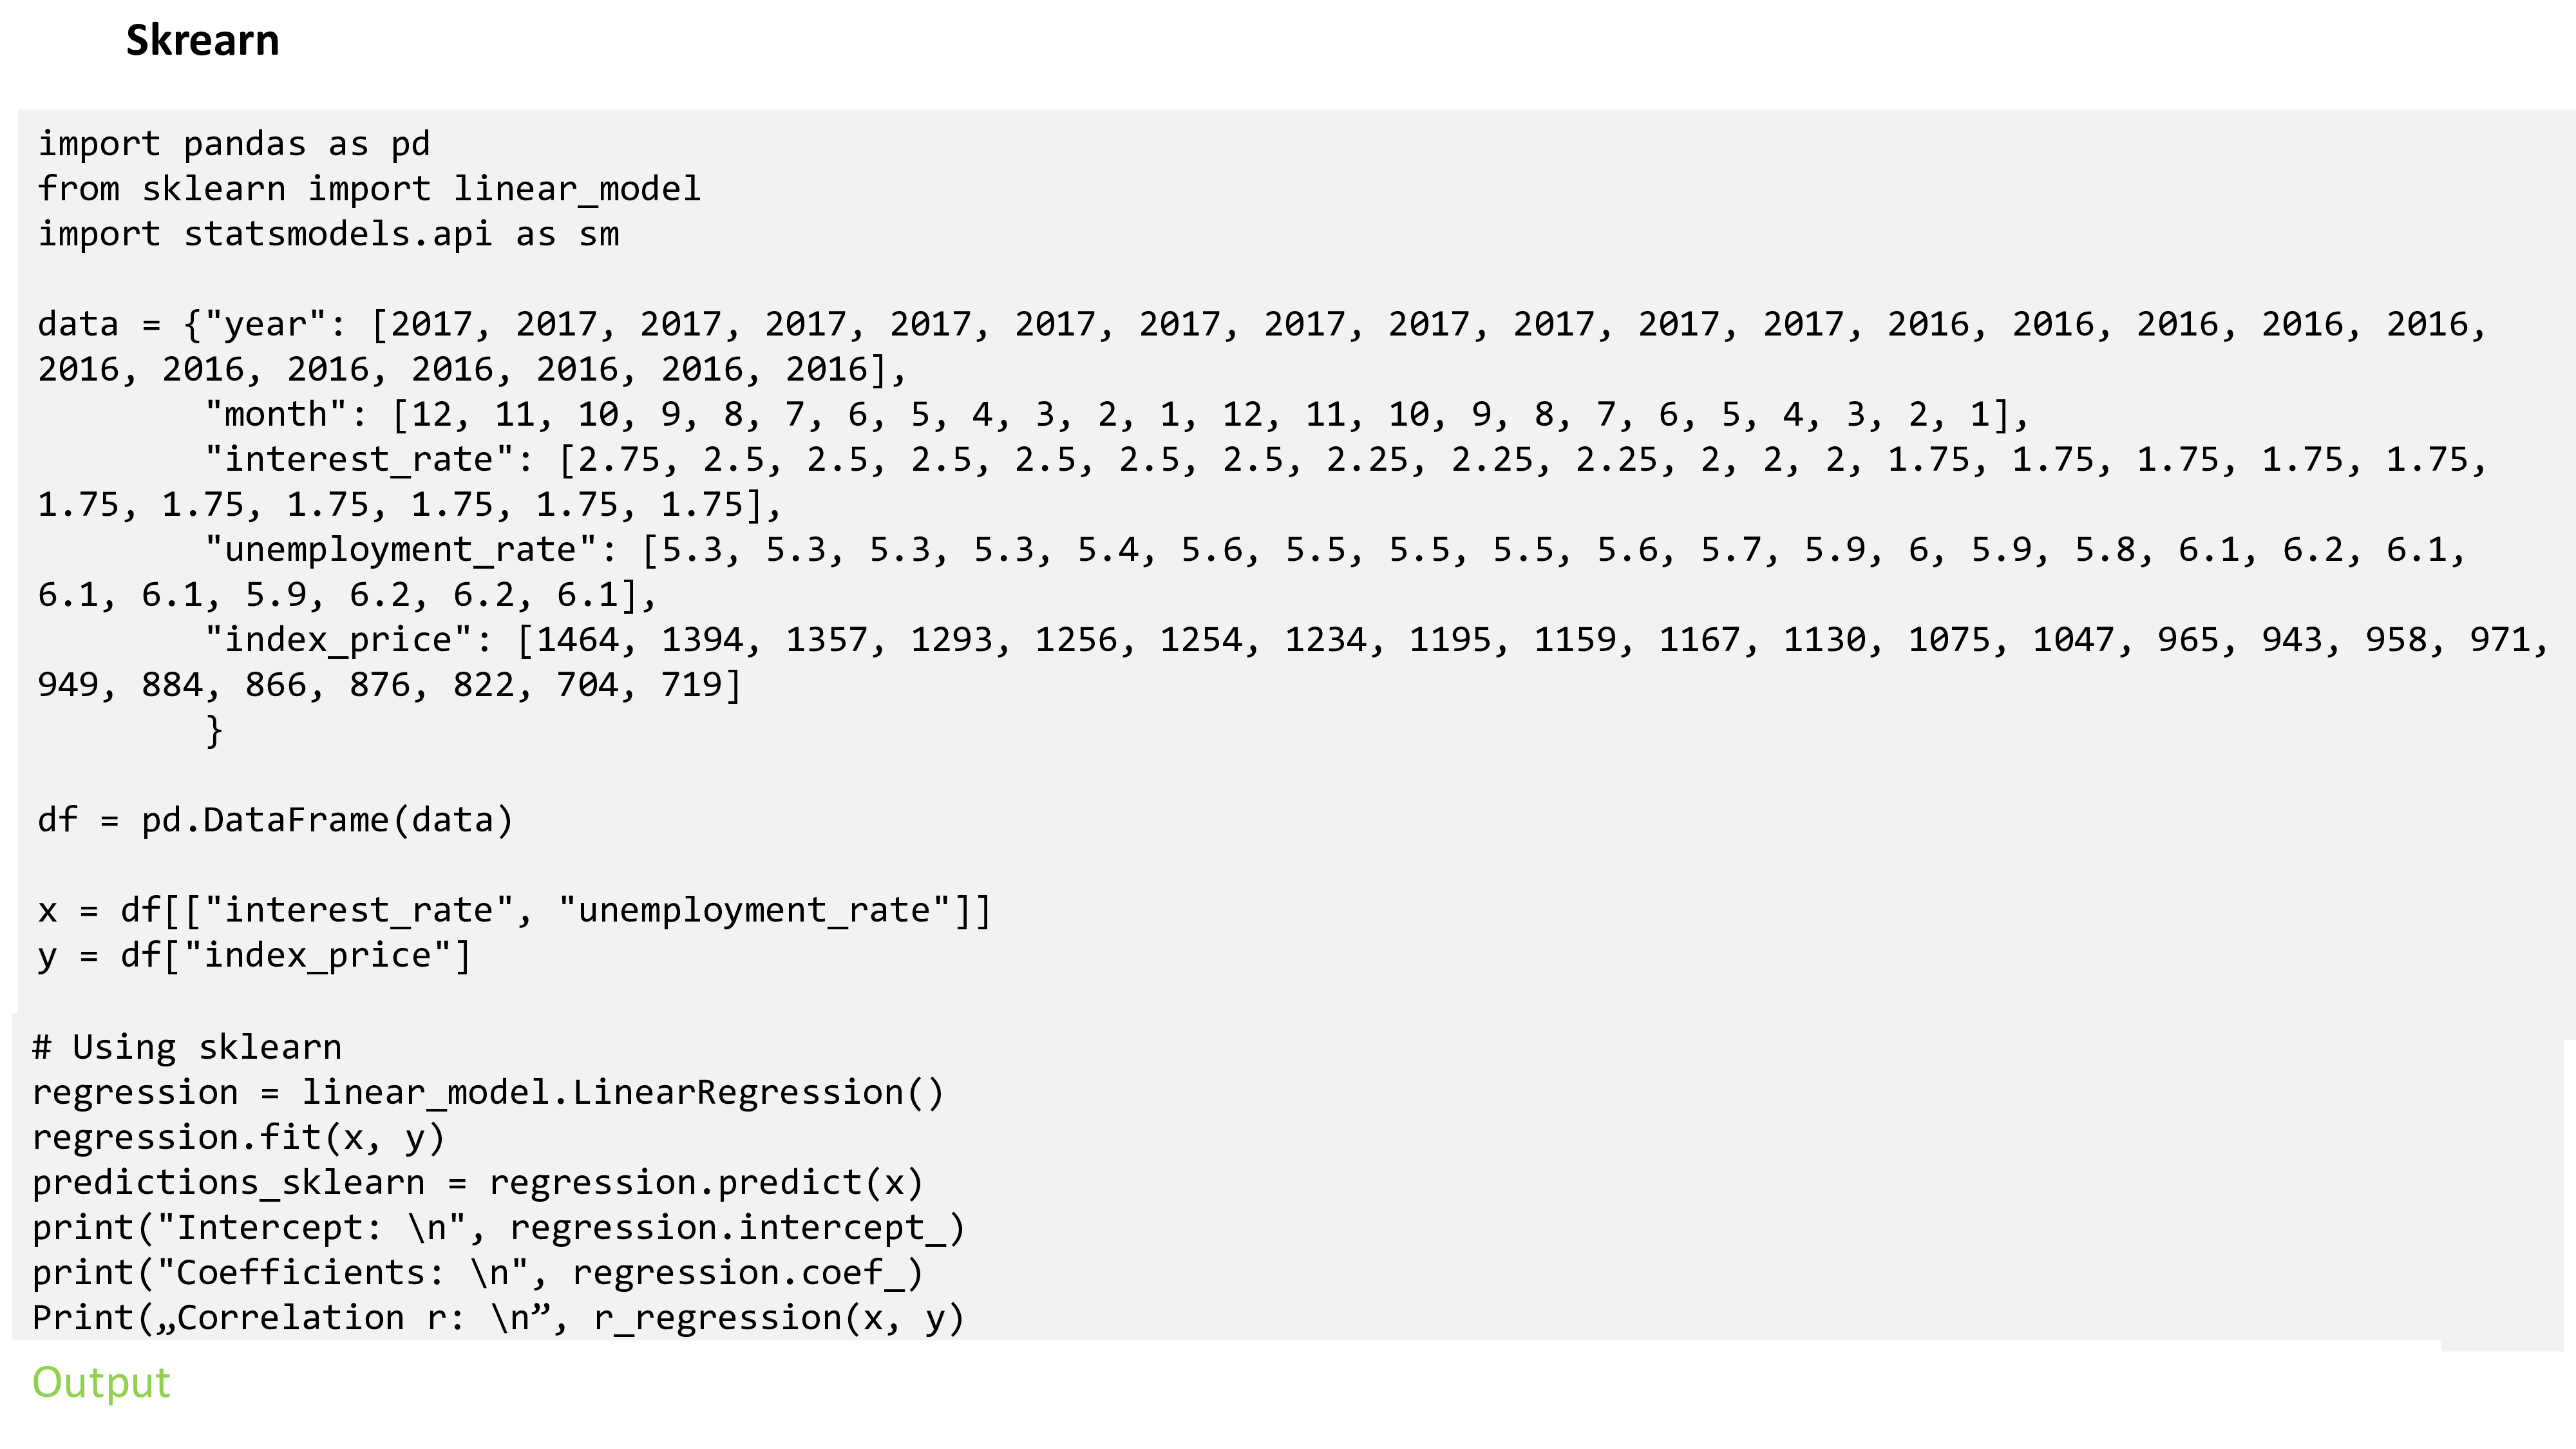 Skrearn
import pandas as pd
from sklearn import linear_model
import statsmodels.api as sm
data = {"year": [2017, 2017, 2017, 2017, 2017, 2017, 2017, 2017, 2017, 2017, 2017, 2017, 2016, 2016, 2016, 2016, 2016,
2016, 2016, 2016, 2016, 2016, 2016, 2016],
"month": [12, 11, 10, 9, 8, 7, 6, 5, 4, 3, 2, 1, 12, 11, 10, 9, 8, 7, 6, 5, 4, 3, 2, 1],
"interest_rate": [2.75, 2.5, 2.5, 2.5, 2.5, 2.5, 2.5, 2.25, 2.25, 2.25, 2, 2, 2, 1.75, 1.75, 1.75, 1.75, 1.75,
1.75, 1.75, 1.75, 1.75, 1.75, 1.75],
"unemployment_rate": [5.3, 5.3, 5.3, 5.3, 5.4, 5.6, 5.5, 5.5, 5.5, 5.6, 5.7, 5.9, 6, 5.9, 5.8, 6.1, 6.2, 6.1,
6.1, 6.1, 5.9, 6.2, 6.2, 6.1],
"index_price": [1464, 1394, 1357, 1293, 1256, 1254, 1234, 1195, 1159, 1167, 1130, 1075, 1047, 965, 943, 958, 971,
949, 884, 866, 876, 822, 704, 719]
}
df = pd.DataFrame(data)
x = df[["interest_rate", "unemployment_rate"]]
y = df["index_price"]
# Using sklearn
regression = linear_model.LinearRegression()
regression.fit(x, y)
predictions_sklearn = regression.predict(x)
print("Intercept: \n", regression.intercept_)
print("Coefficients: \n", regression.coef_)
Print(„Correlation r: \n”, r_regression(x, y)
Output